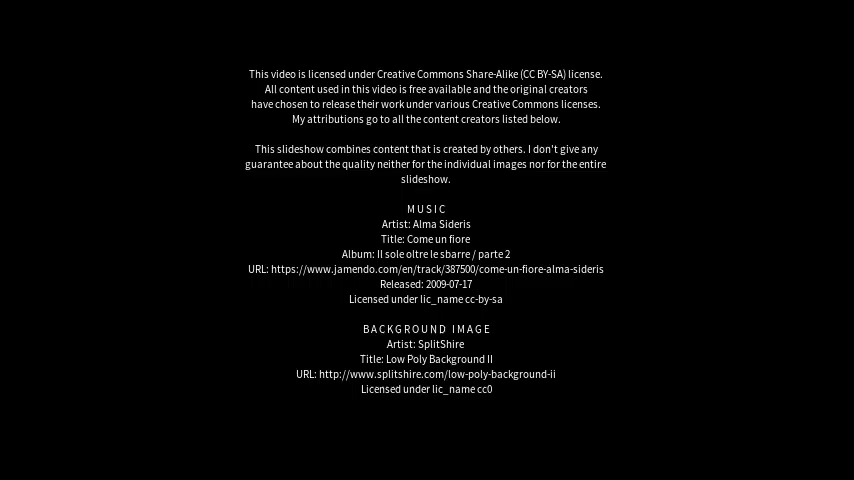 This video is licensed under Creative Commons Share-Alike (CC BY-SA) license.
All content used in this video is free available and the original creators
have chosen to release their work under various Creative Commons licenses.
My attributions go to all the content creators listed below.
This slideshow combines content that is created by others. I don't give any
guarantee about the quality neither for the individual images nor for the entire
slideshow.
MUSIC
Artist: Alma Sideris
Title: Come un fiore
Album: Il sole oltre le sbarre / parte 2
URL: https://www.jamendo.com/en/track/387500/come-un-fiore-alma-sideris
Released: 2009-07-17
Licensed under lic_name cc-by-sa
BACKGROUND IMAGE
Artist: SplitShire
Title: Low Poly Background II
URL: http://www.splitshire.com/low-poly-background-ii
Licensed under lic_name cc0